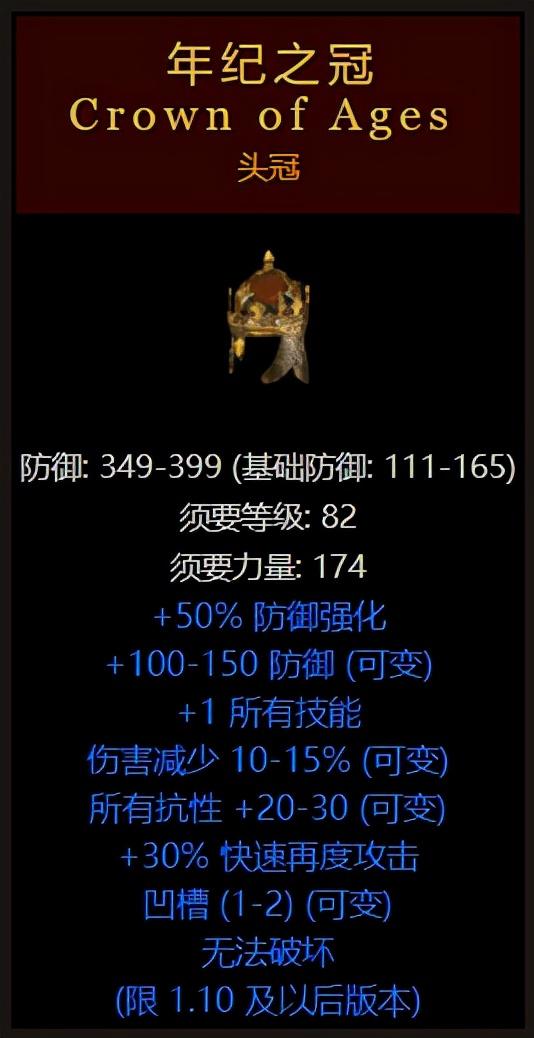 年纪之冠
Crown of Ages
头冠
防御: 349-399 (基础防御: 111-165)
须要等级: 82
须要力量: 174
+50% 防御强化
+100-150 防御 (可变)
+1 所有技能
伤害减少 10-15% (可变)
所有抗性 +20-30 (可变)
+30% 快速再度攻击
凹槽 (1-2) (可变)
无法破坏
(限 1.10 及以后版本)